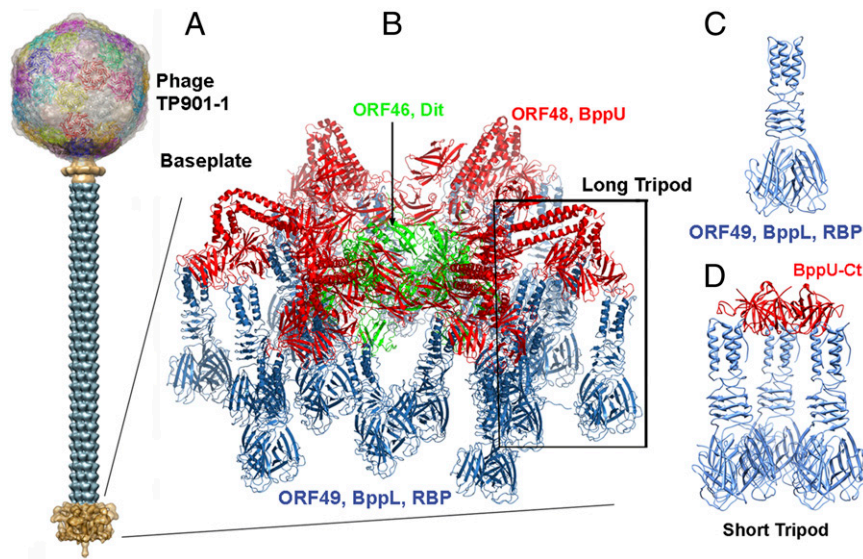 A
B
C
Phage
TP901-1
ORF46, Dit
ORF48, BppU
Baseplate
Long Tripod
ORF49, BppL, RBP
D
BppU-Ct
ORF49, BppL, RBP
Short Tripod